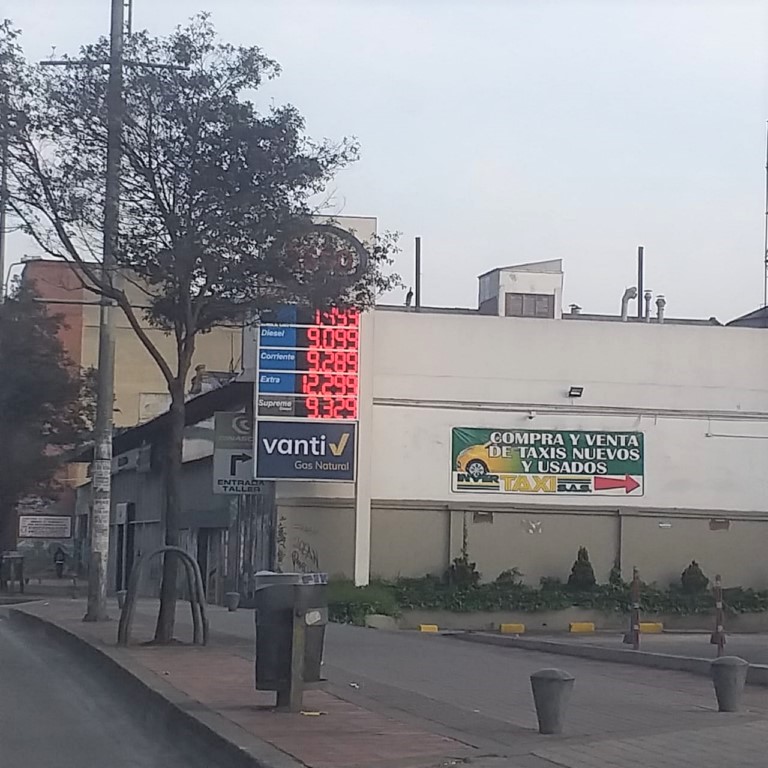 Diesel 9.099
Corriente 9.289
Extra 12.299
Supreme 9.329
vanti
Gas Natural
ENTRADA
TALLER
COMPRA Y VENTA
DE TAXIS NUEVOS
Y USADOS
INVER TAXI S.A.S.